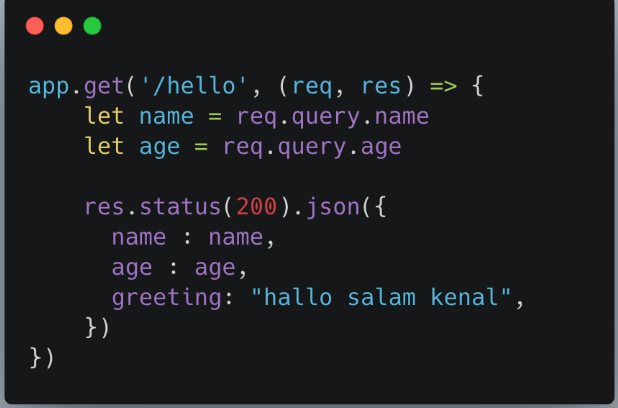 app.get('/hello', (req, res) => {
    let name = req.query.name
    let age = req.query.age

    res.status(200).json({
      name : name,
      age : age,
      greeting: "hallo salam kenal",
    })
})